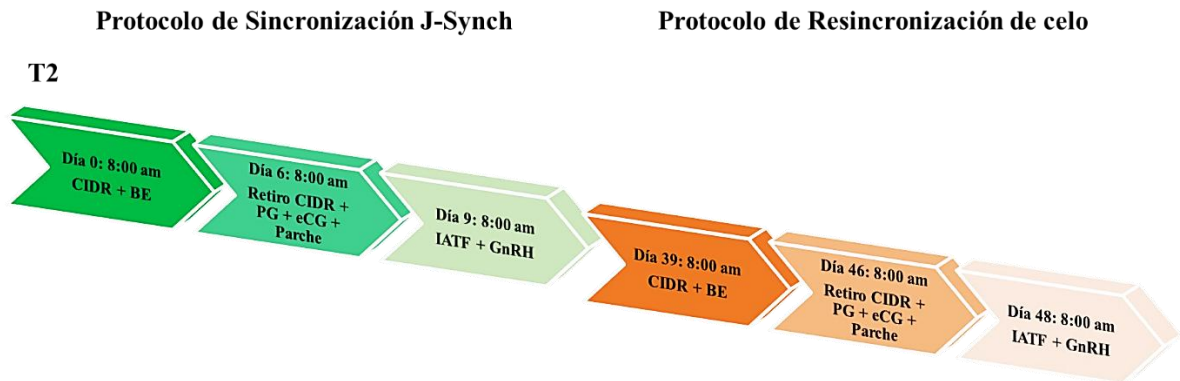 Protocolo de Sincronización J-Synch
Protocolo de Resincronización de celo
T2
Día 0: 8:00 am
CIDR + BE
Día 6: 8:00 am
Retiro CIDR +
PG + eCG +
Parche
Día 9: 8:00 am
IATF + GnRH
Día 39: 8:00 am
CIDR + BE
Día 46: 8:00 am
Retiro CIDR +
PG + eCG +
Parche
Día 48: 8:00 am
IATF + GnRH